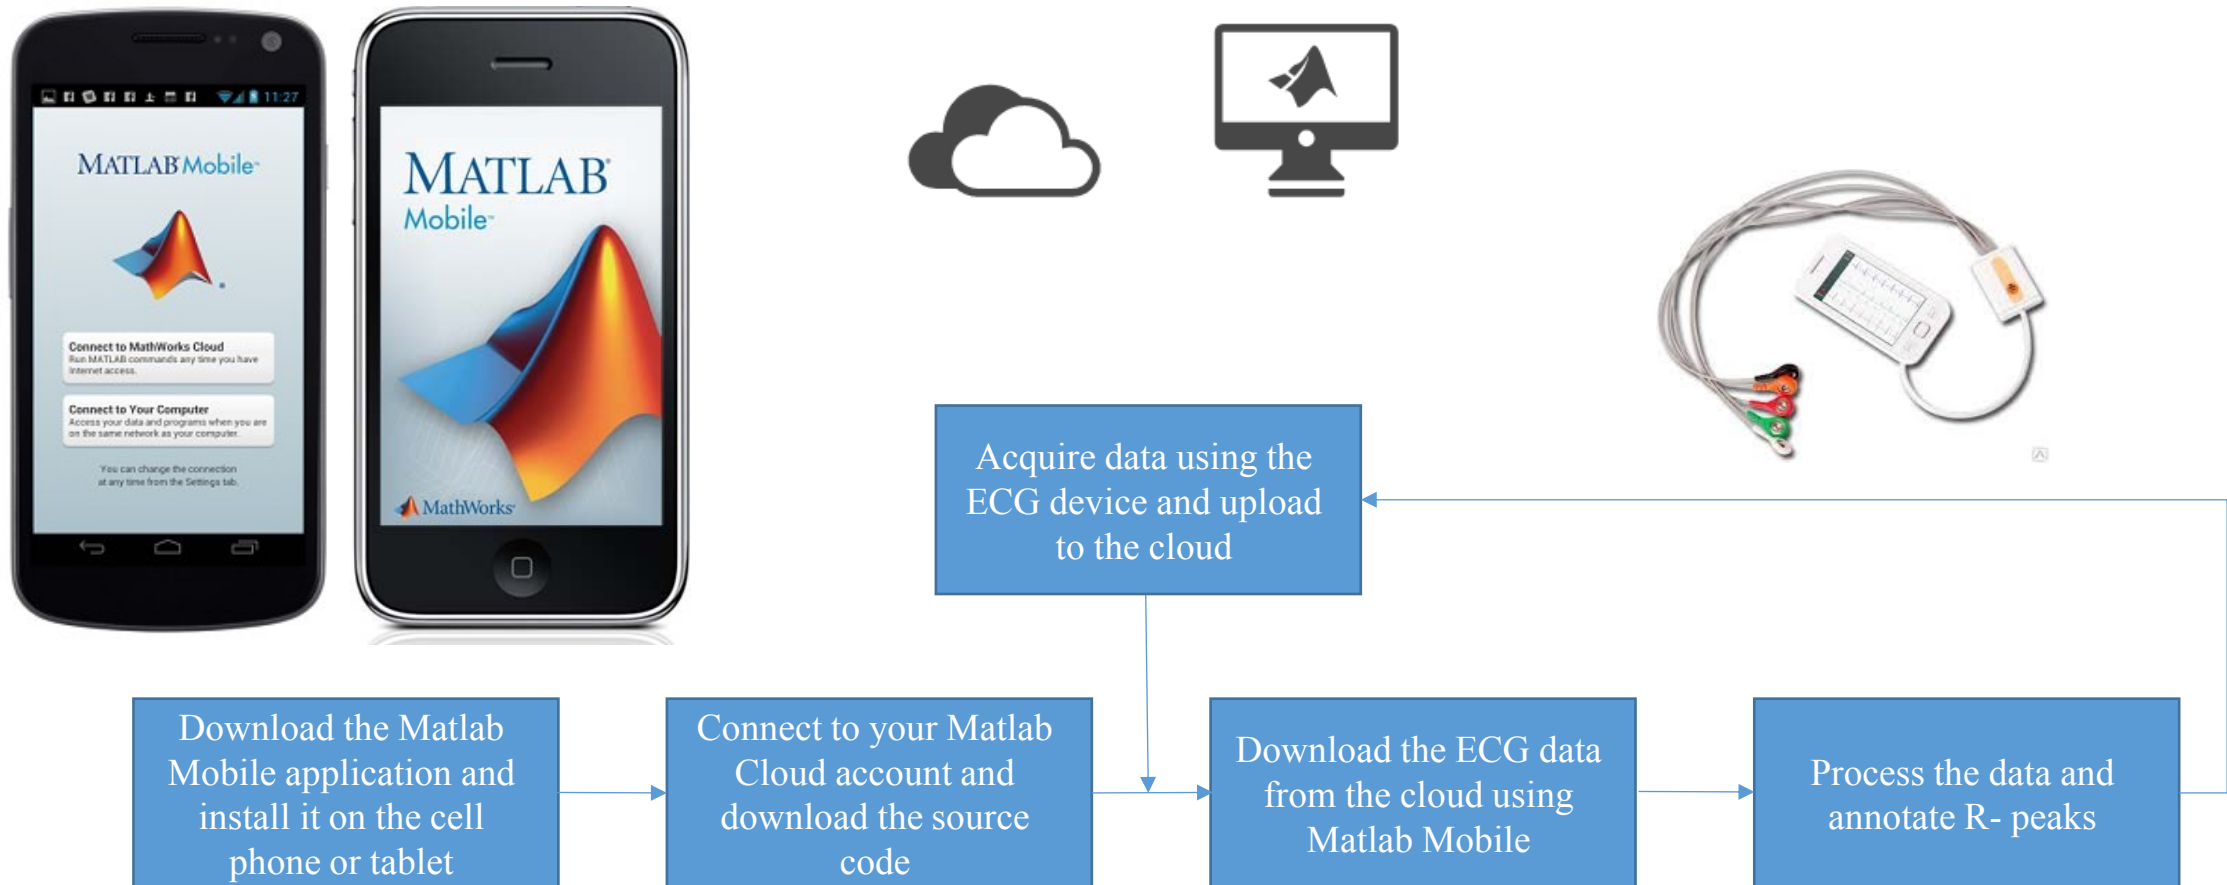 11:27
MATLAB Mobile™
Connect to MathWorks Cloud
Run MATLAB commands any time you have
Internet access.
Connect to Your Computer
Access your data and programs when you are
on the same network as your computer.
You can change the connection
at any time from the Settings tab.
MATLAB®
Mobile™
MathWorks®
Acquire data using the
ECG device and upload
to the cloud
Download the Matlab
Mobile application and
install it on the cell
phone or tablet
Connect to your Matlab
Cloud account and
download the source
code
Download the ECG data
from the cloud using
Matlab Mobile
Process the data and
annotate R- peaks